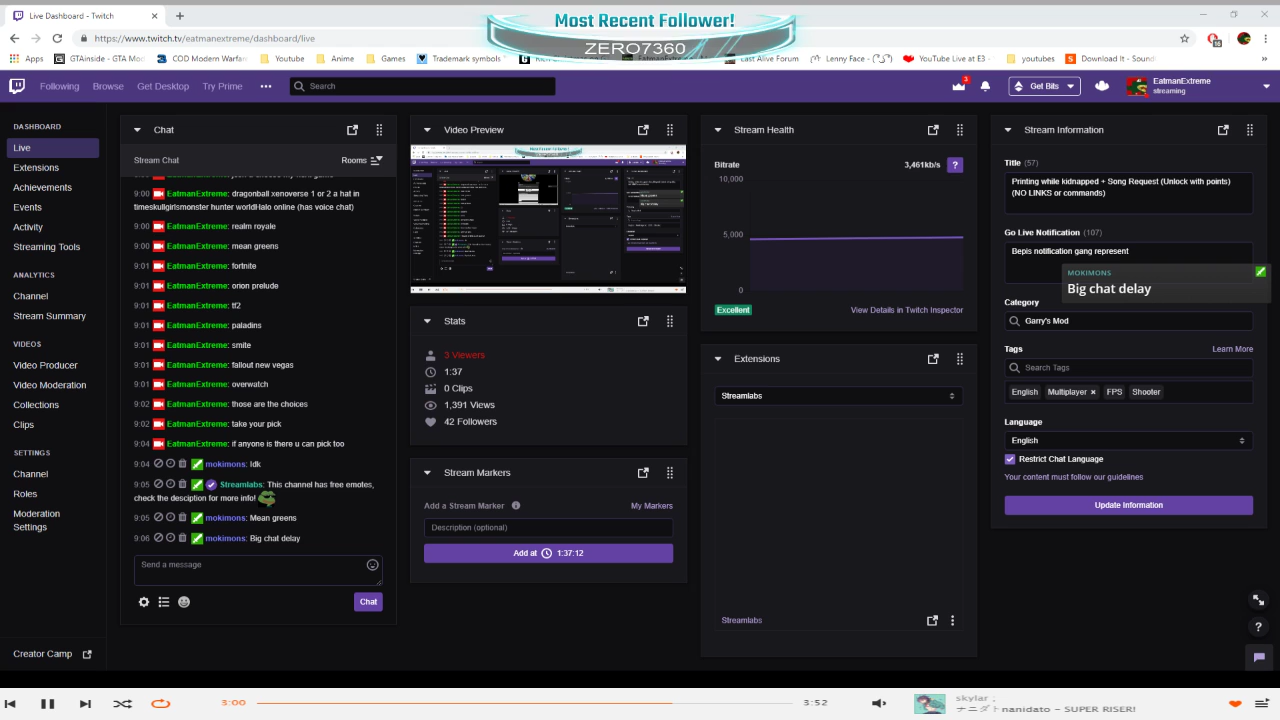 Live Dashboard - Twitch
Most Recent Follower!
ZERO7360
https://www.twitch.tv/eatmanextreme/dashboard/live
Apps
GTAinside
GTA Mod
COD Modern Warfar
Youtube
Anime
Games
Trademark symbols
Last Alive Forum
Lenny Face - ( ͡° ͜ʖ
YouTube Live at E3 -
youtubes
Download It - Sound
Following
Browse
Get Desktop
Try Prime
Search
3
Get Bits
EatmanExtreme
streaming
DASHBOARD
Live
Extensions
Achievements
Events
Activity
Streaming Tools
ANALYTICS
Channel
Stream Summary
VIDEOS
Video Producer
Video Moderation
Collections
Clips
SETTINGS
Channel
Roles
Moderation
Settings
Creator Camp
Chat
Stream Chat
Rooms
9:00 EatmanExtreme: dragonball xenoverse 1 or 2 a hat in
timeskullgirlsmonster hunter worldHalo online (has voice chat)
9:00 EatmanExtreme: realm royale
9:00 EatmanExtreme: mean greens
9:01 EatmanExtreme: fortnite
9:01 EatmanExtreme: orion prelude
9:01 EatmanExtreme: tf2
9:01 EatmanExtreme: paladins
9:01 EatmanExtreme: smite
9:01 EatmanExtreme: fallout new vegas
9:01 EatmanExtreme: overwatch
9:02 EatmanExtreme: those are the choices
9:02 EatmanExtreme: take your pick
9:04 EatmanExtreme: if anyone is there u can pick too
9:04 mokimons: Idk
9:05 Streamlabs: This channel has free emotes,
check the desciption for more info!
9:05 mokimons: Mean greens
9:06 mokimons: Big chat delay
Send a message
Chat
Video Preview
Stats
3 Viewers
1:37
0 Clips
1,391 Views
42 Followers
Stream Markers
Add a Stream Marker
My Markers
Description (optional)
Add at 1:37:12
Stream Health
Bitrate
3,461kb/s
?
10,000
5,000
0
Excellent
View Details in Twitch Inspector
Extensions
Streamlabs
Streamlabs
Stream Information
Title (57)
(NO LINKS or commands)
Go Live Notification (107)
Bepis notification gang represent
MOKIMONS
Big chat delay
Category
Garry's Mod
Tags
Learn More
Search Tags
English
Multiplayer
FPS
Shooter
Language
English
Restrict Chat Language
Your content must follow our guidelines
Update Information
?
3:00
3:52
skylar ;
nanidato - SUPER RISER!